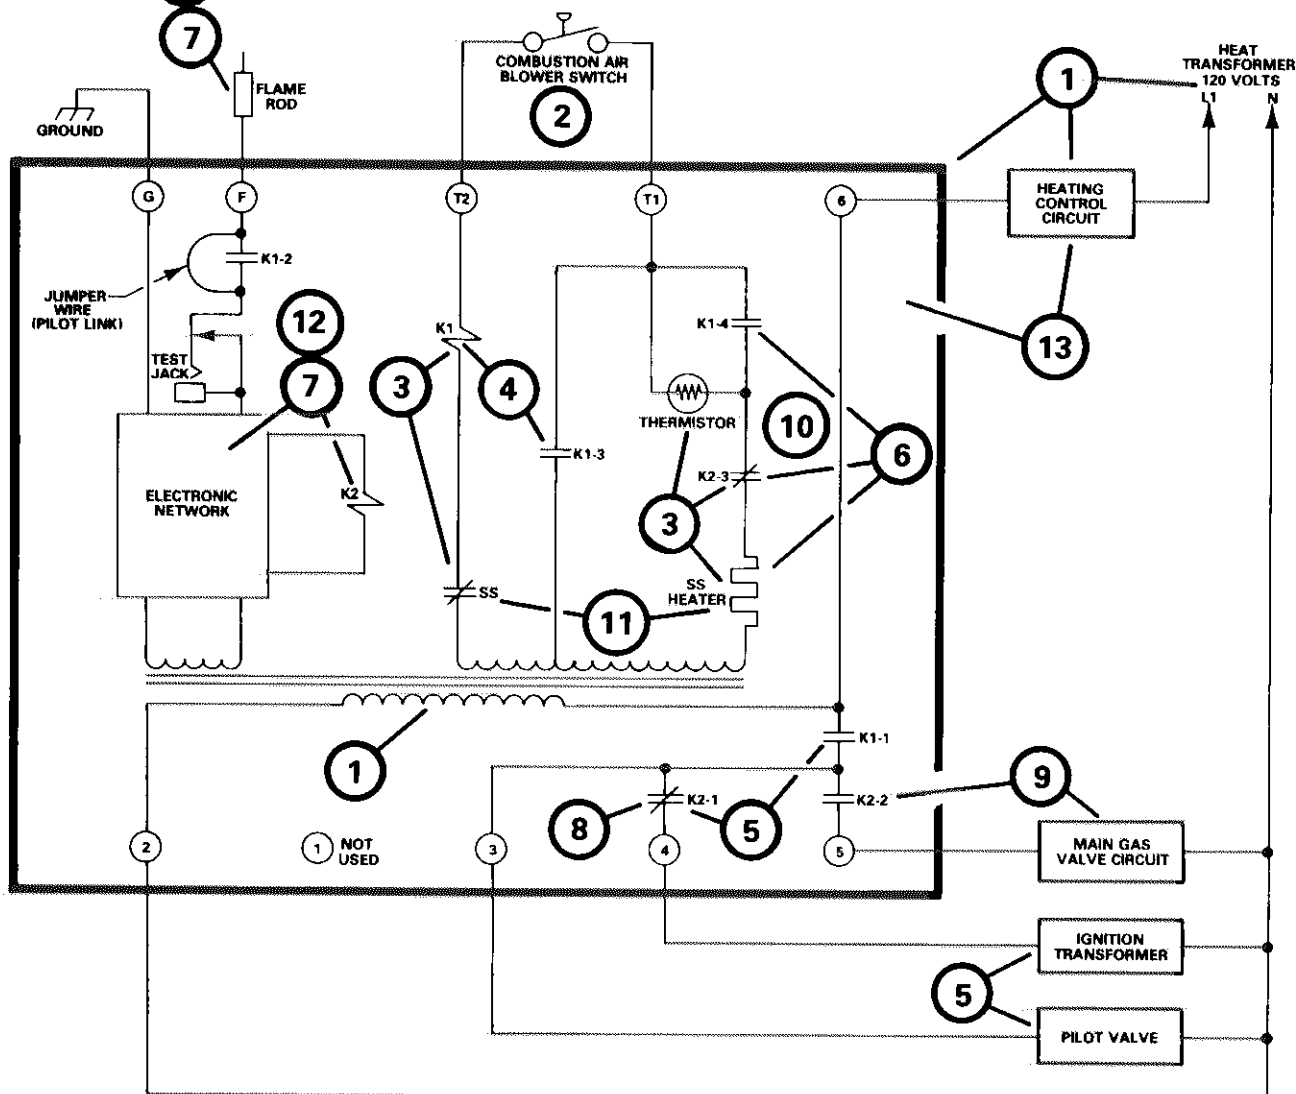 7
FLAME
ROD
GROUND
COMBUSTION AIR
BLOWER SWITCH
2
1
HEAT
TRANSFORMER
120 VOLTS
L1
N
G
F
T2
T1
6
HEATING
CONTROL
CIRCUIT
K1-2
JUMPER
WIRE
(PILOT LINK)
12
TEST
JACK
7
3
K1
4
K1-4
13
THERMISTOR
10
6
K1-3
K2-3
ELECTRONIC
NETWORK
K2
3
SS
SS
HEATER
11
1
K1-1
9
8
K2-1
5
K2-2
2
1
NOT
USED
3
4
5
MAIN GAS
VALVE CIRCUIT
IGNITION
TRANSFORMER
5
PILOT VALVE